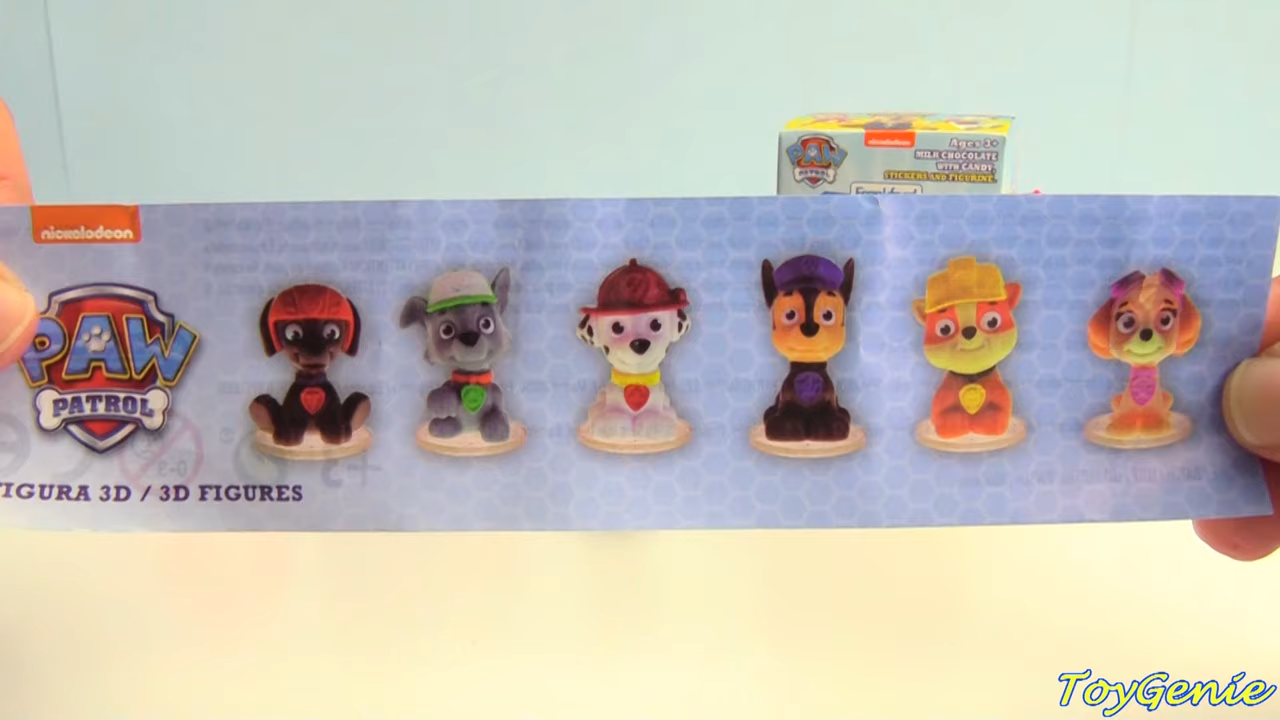 PAW
PATROL
nickelodeon
Ages 3+
MILK CHOCOLATE
WITH CANDY,
STICKERS AND FIGURINE.
nickelodeon
PAW
PATROL
FIGURA 3D / 3D FIGURES
ToyGenie